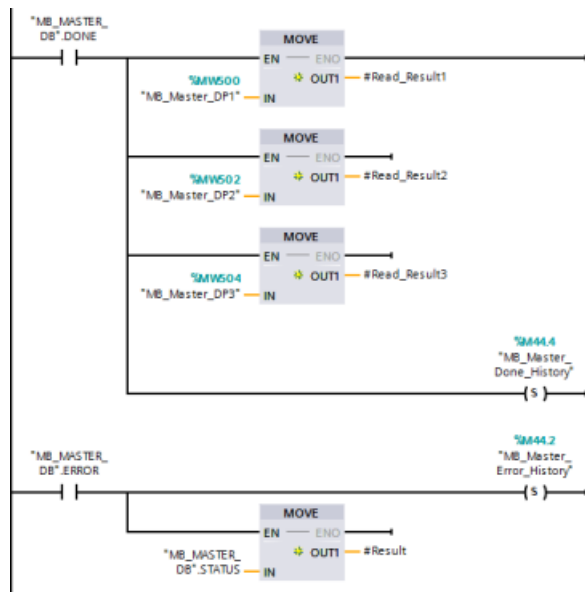 "MB_MASTER_
DB".DONE
MOVE
EN ENO
%MW500
OUT1 #Read_Result1
"MB_Master_DP1" IN
MOVE
EN ENO
%MW502
OUT1 #Read_Result2
"MB_Master_DP2" IN
MOVE
EN ENO
%MW504
OUT1 #Read_Result3
"MB_Master_DP3" IN
%M44.4
"MB_Master_
Done_History"
S
%M44.2
"MB_MASTER_
DB".ERROR
"MB_Master_
Error_History"
S
MOVE
EN ENO
OUT1 #Result
"MB_MASTER_
DB".STATUS IN